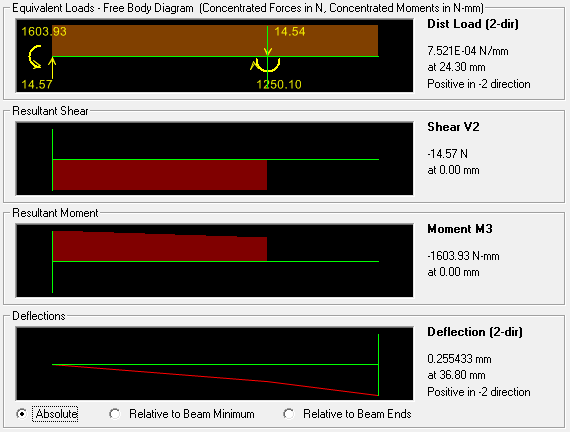 Equivalent Loads - Free Body Diagram (Concentrated Forces in N, Concentrated Moments in N-mm)
1603.93
14.54
14.57
1250.10
Dist Load (2-dir)
7.521E-04 N/mm
at 24.30 mm
Positive in -2 direction
Resultant Shear
Shear V2
-14.57 N
at 0.00 mm
Resultant Moment
Moment M3
-1603.93 N-mm
at 0.00 mm
Deflections
Deflection (2-dir)
0.255433 mm
at 36.80 mm
Positive in -2 direction
Absolute Relative to Beam Minimum Relative to Beam Ends